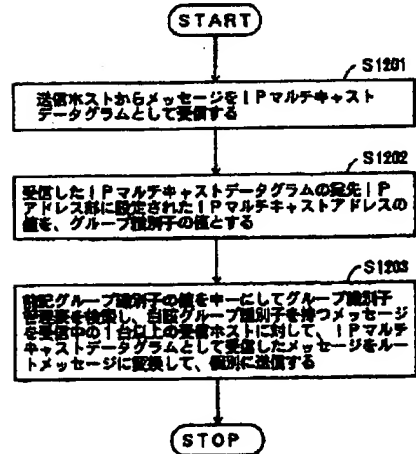 START
S1201
送信ホストからメッセージをIPマルチキャスト
データグラムとして受信する
S1202
受信したIPマルチキャストデータグラムの宛先IP
アドレス部に設定されたIPマルチキャストアドレスの
値を、グループ識別子の値とする
S1203
前記グループ識別子の値をキーにしてグループ識別子
管理表を検索し、当該グループ識別子を持つメッセージ
を受信中の1台以上の受信ホストに対して、IPマルチ
キャストデータグラムとして受信したメッセージをルー
トメッセージに変換して、個別に送信する
STOP